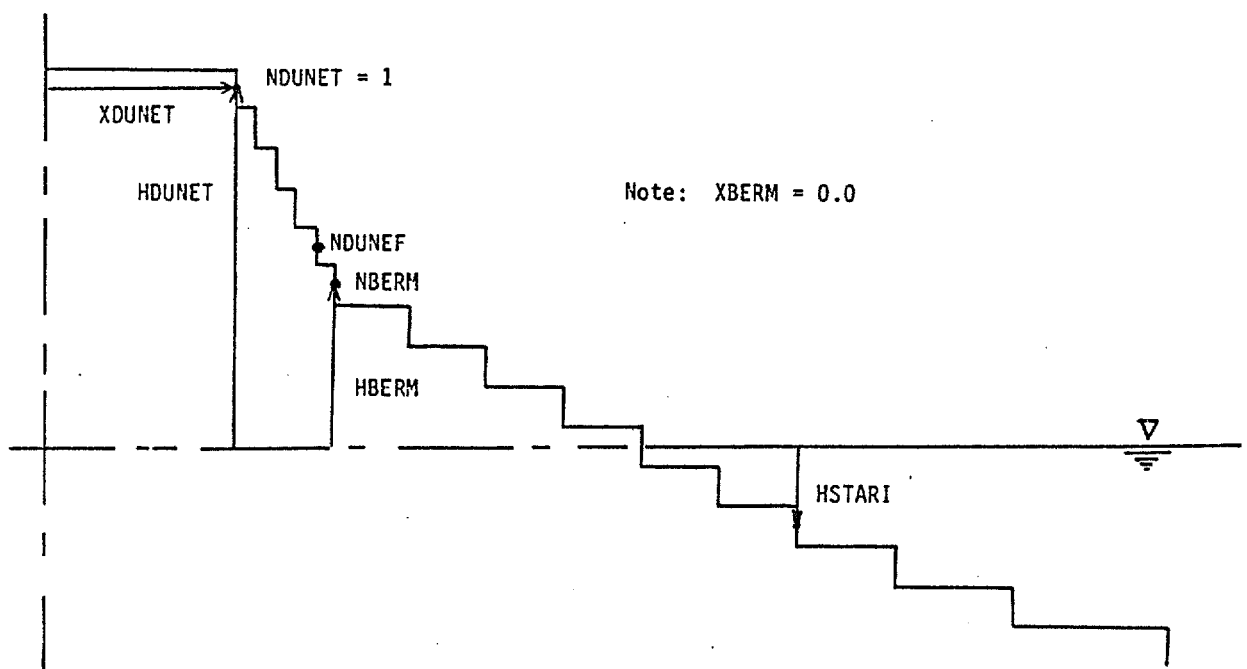 NDUNET = 1
XDUNET
HDUNET
Note: XBERM = 0.0
NDUNEF
NBERM
HBERM
HSTARI